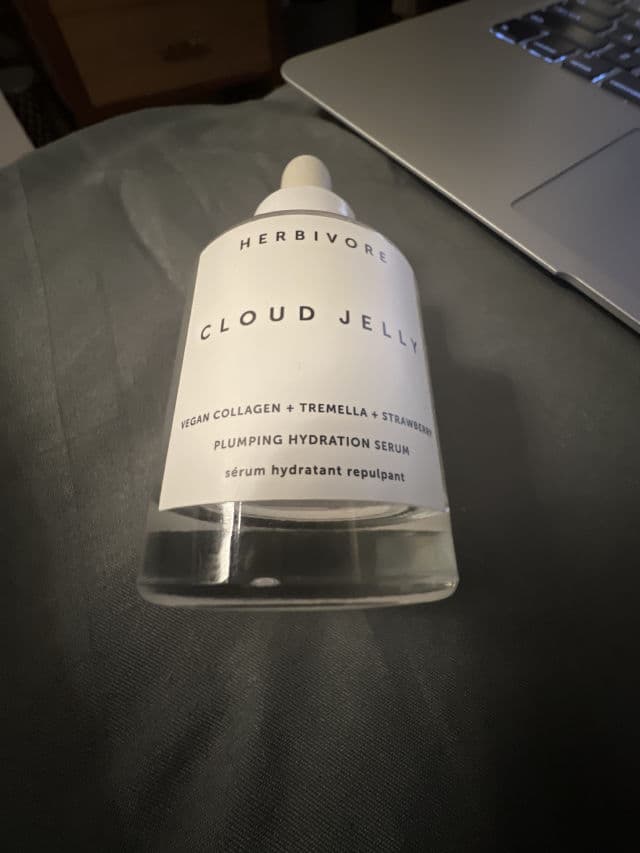 HERBIVORE
CLOUD JELLY
VEGAN COLLAGEN + TREMELLA + STRAWBERRY
PLUMPING HYDRATION SERUM
sérum hydratant repulpant